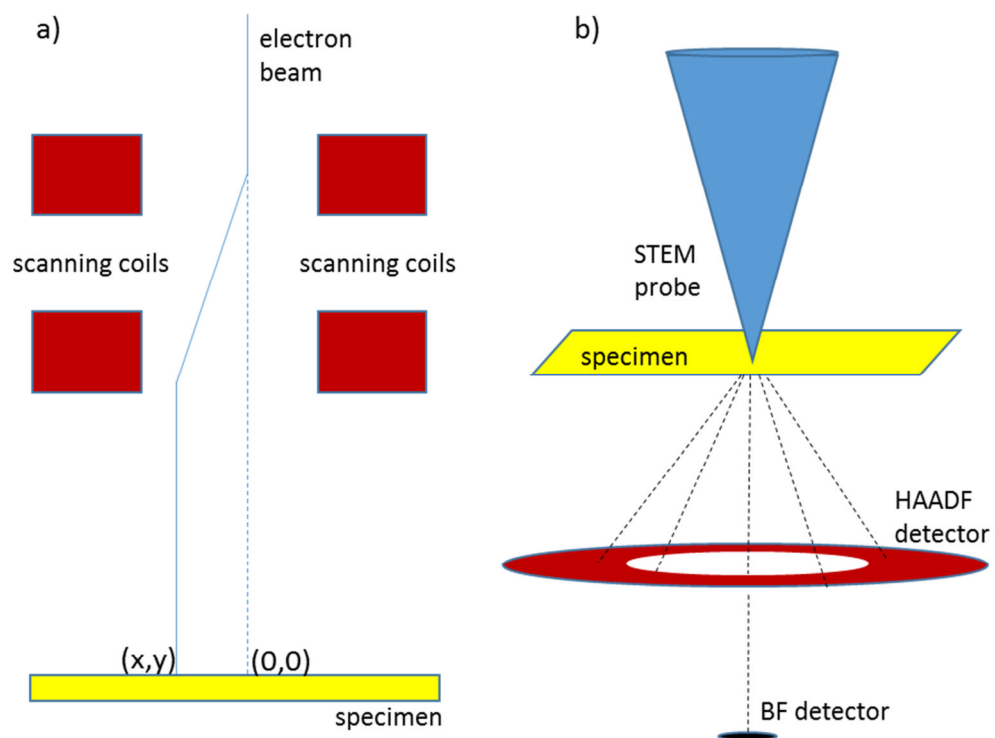 a)
electron
beam
scanning coils
scanning coils
(x,y)
(0,0)
specimen
b)
STEM
probe
specimen
HAADF
detector
BF detector